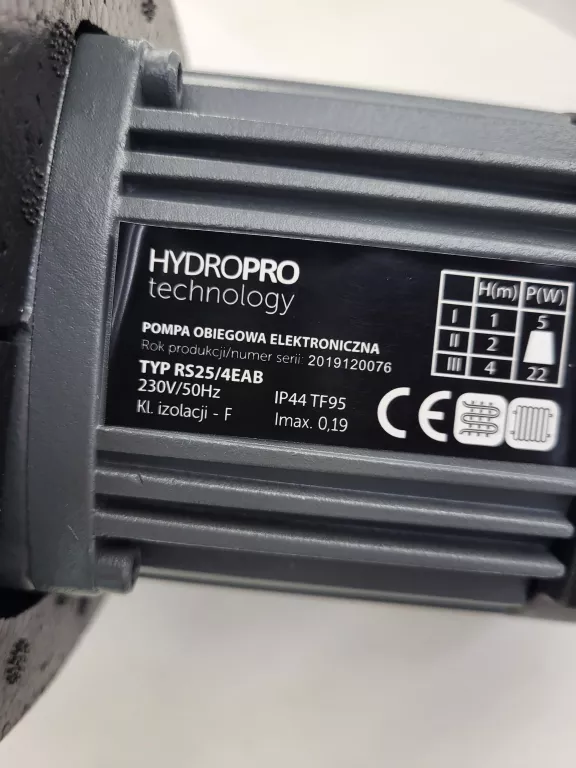 HYDROPRO
technology
POMPA OBIEGOWA ELEKTRONICZNA
Rok produkcji/numer serii: 2019120076
TYP RS25/4EAB
230V/50Hz IP44 TF95
Kl. izolacji - F Imax. 0,19
H(m) P(W)
I 1 5
II 2
III 4 22
CE